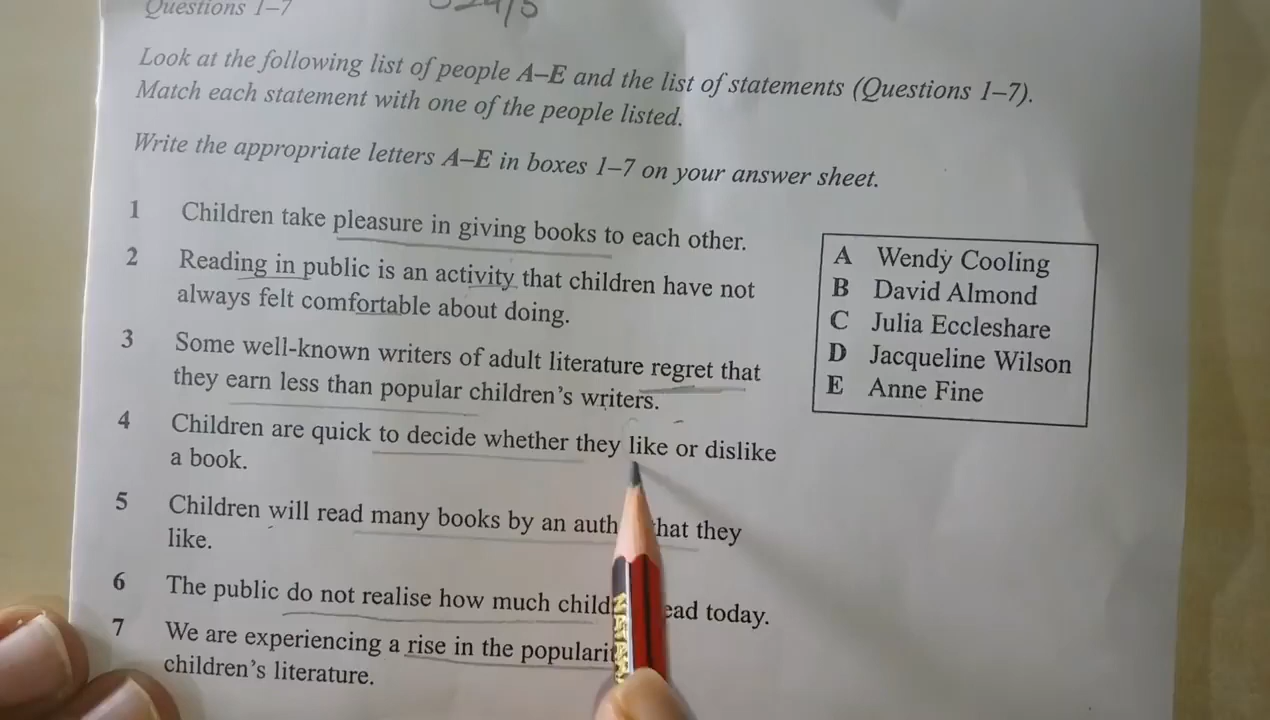 Questions 1–7
Look at the following list of people A–E and the list of statements (Questions 1–7).
Match each statement with one of the people listed.
Write the appropriate letters A–E in boxes 1–7 on your answer sheet.
1 Children take pleasure in giving books to each other.
2 Reading in public is an activity that children have not
always felt comfortable about doing.
3 Some well-known writers of adult literature regret that
they earn less than popular children's writers.
4 Children are quick to decide whether they like or dislike
a book.
5 Children will read many books by an auth hat they
like.
6 The public do not realise how much child ead today.
7 We are experiencing a rise in the populari
children's literature.
A Wendy Cooling
B David Almond
C Julia Eccleshare
D Jacqueline Wilson
E Anne Fine